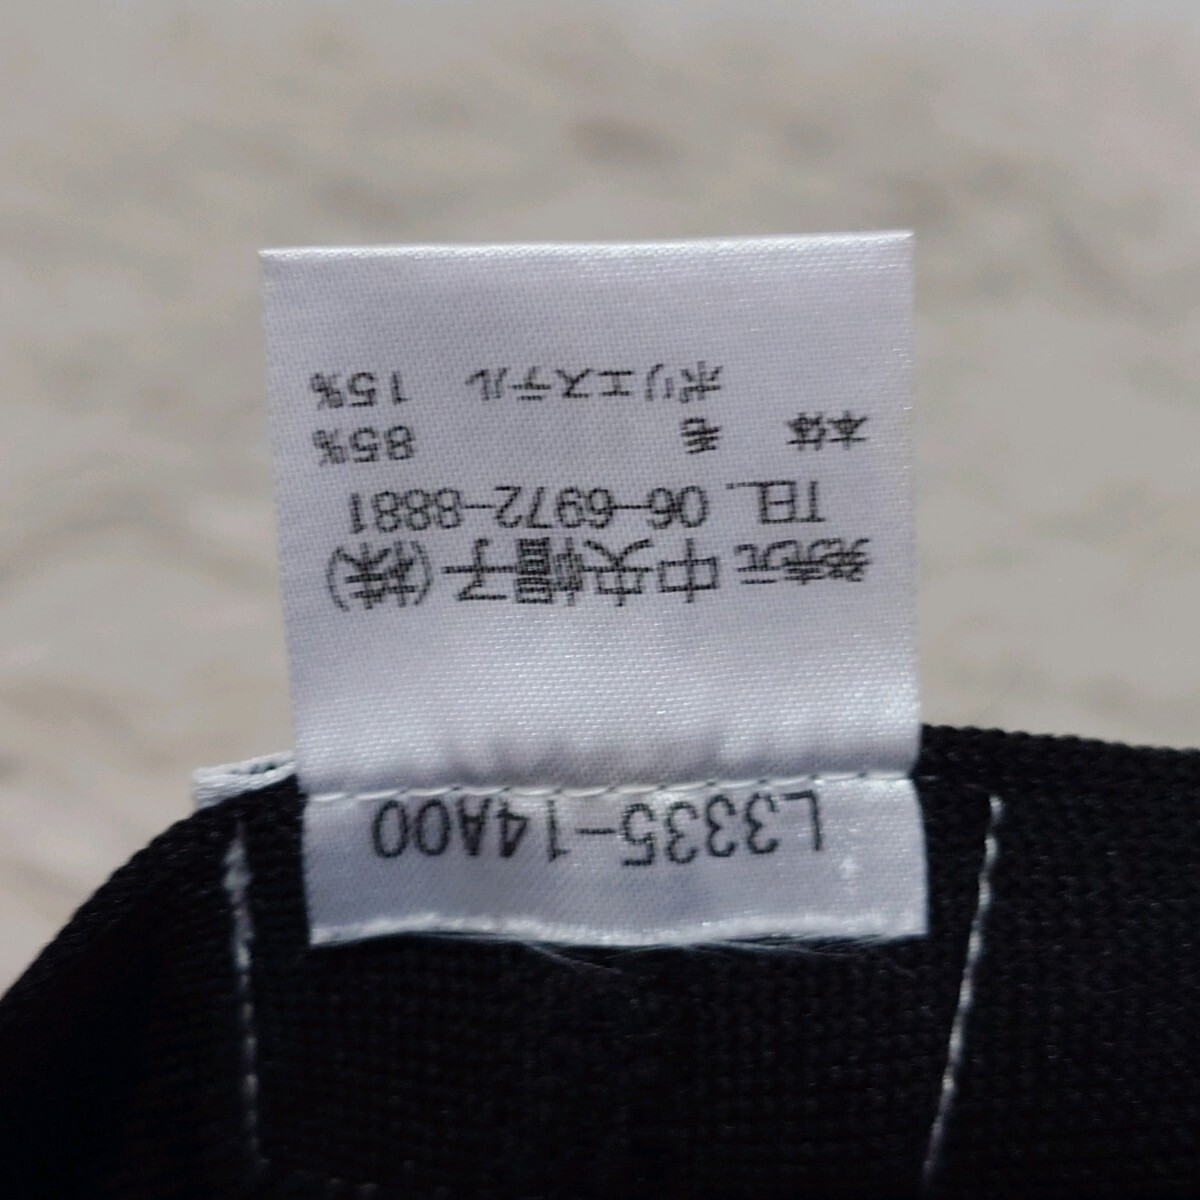 L3335-14A00
発売元 中央帽子(株)
TEL. 06-6972-8881
本体 毛 85%
ポリエステル 15%